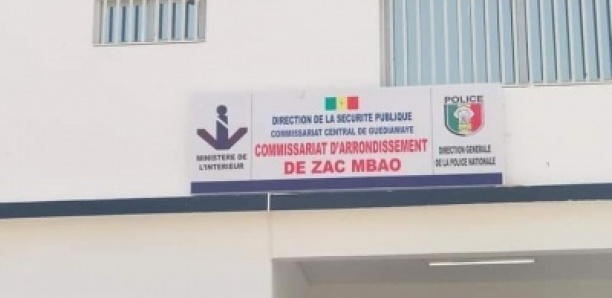 MINISTERE DE
L'INTERIEUR
DIRECTION DE LA SECURITE PUBLIQUE
COMMISSARIAT CENTRAL DE GUEDIAWAYE
COMMISSARIAT D'ARRONDISSEMENT
DE ZAC MBAO
POLICE
DIRECTION GENERALE
DE LA POLICE NATIONALE